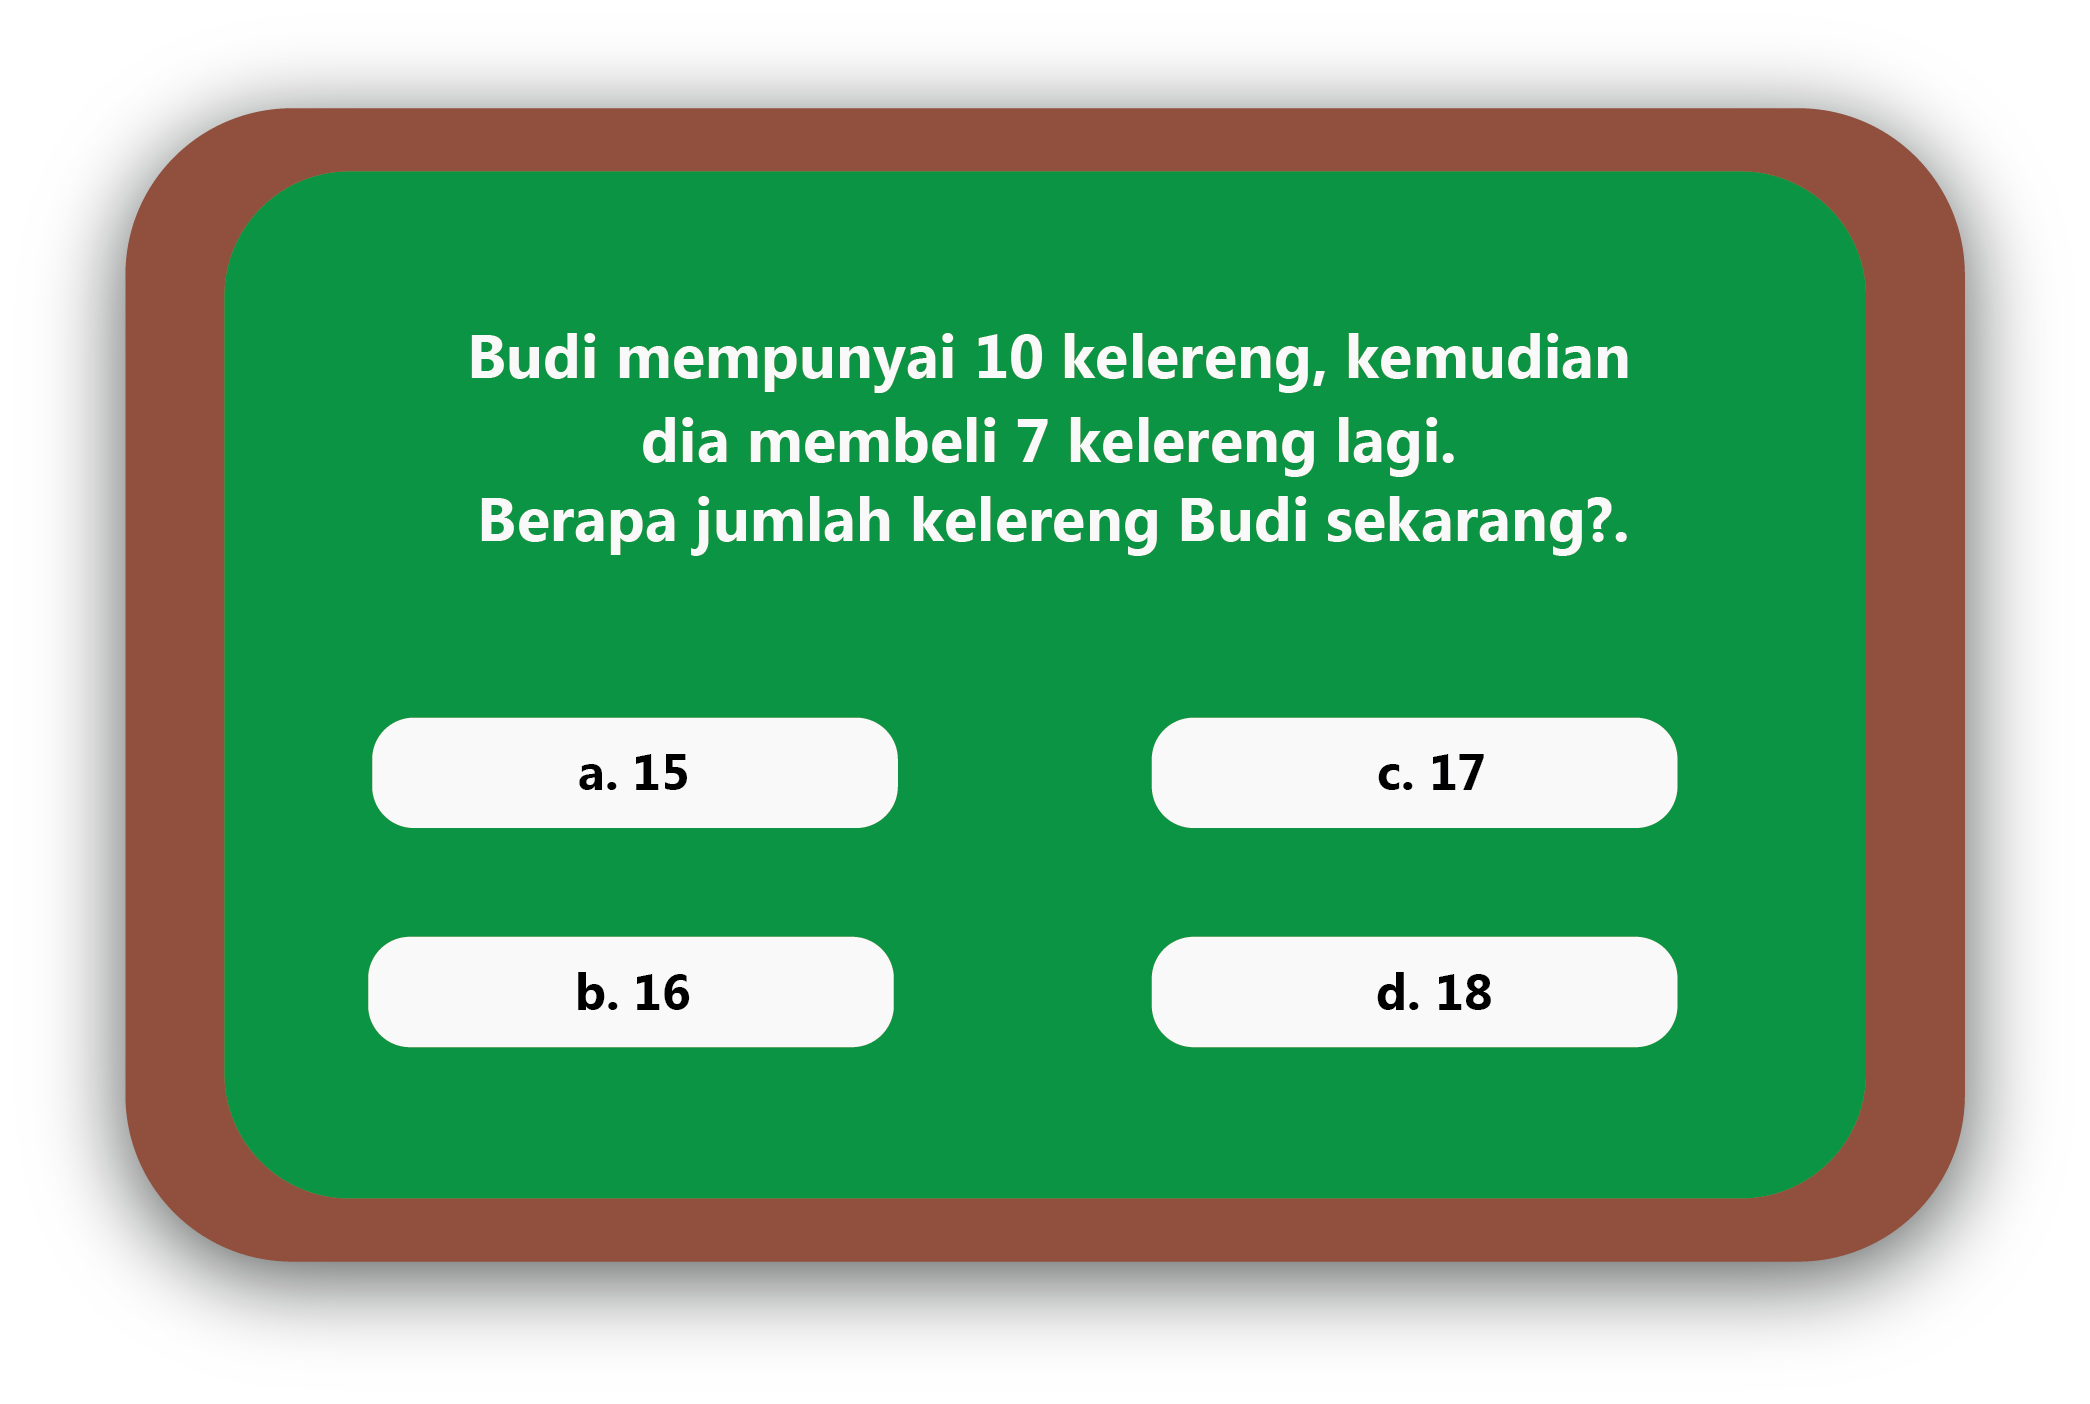 Budi mempunyai 10 kelereng, kemudian
dia membeli 7 kelereng lagi.
Berapa jumlah kelereng Budi sekarang?.
a. 15
c. 17
b. 16
d. 18